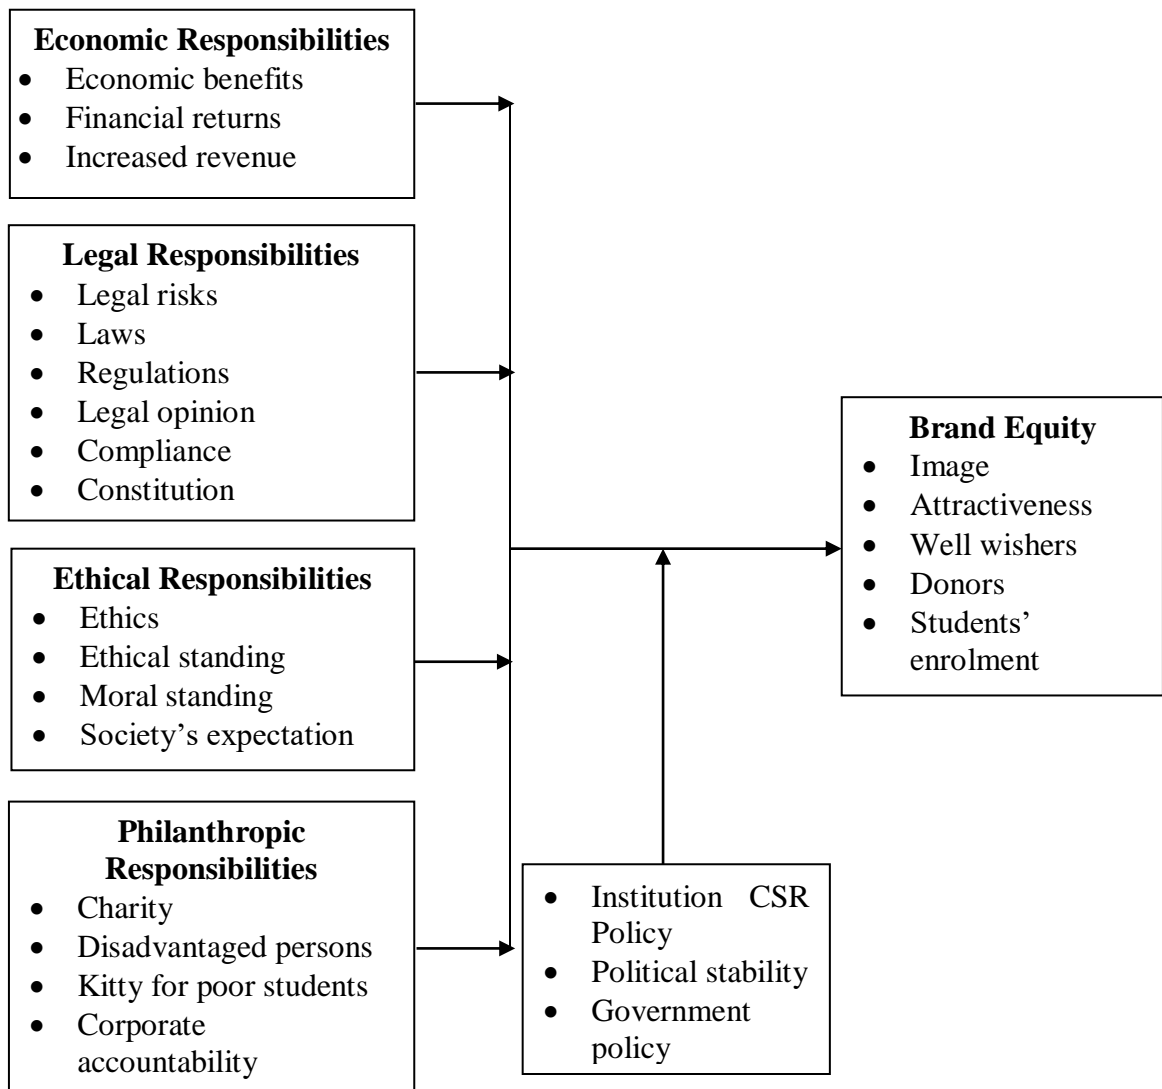 Economic Responsibilities
• Economic benefits
• Financial returns
• Increased revenue
Legal Responsibilities
• Legal risks
• Laws
• Regulations
• Legal opinion
• Compliance
• Constitution
Ethical Responsibilities
• Ethics
• Ethical standing
• Moral standing
• Society’s expectation
Philanthropic
Responsibilities
• Charity
• Disadvantaged persons
• Kitty for poor students
• Corporate
accountability
• Institution CSR
Policy
• Political stability
• Government
policy
Brand Equity
• Image
• Attractiveness
• Well wishers
• Donors
• Students’
enrolment